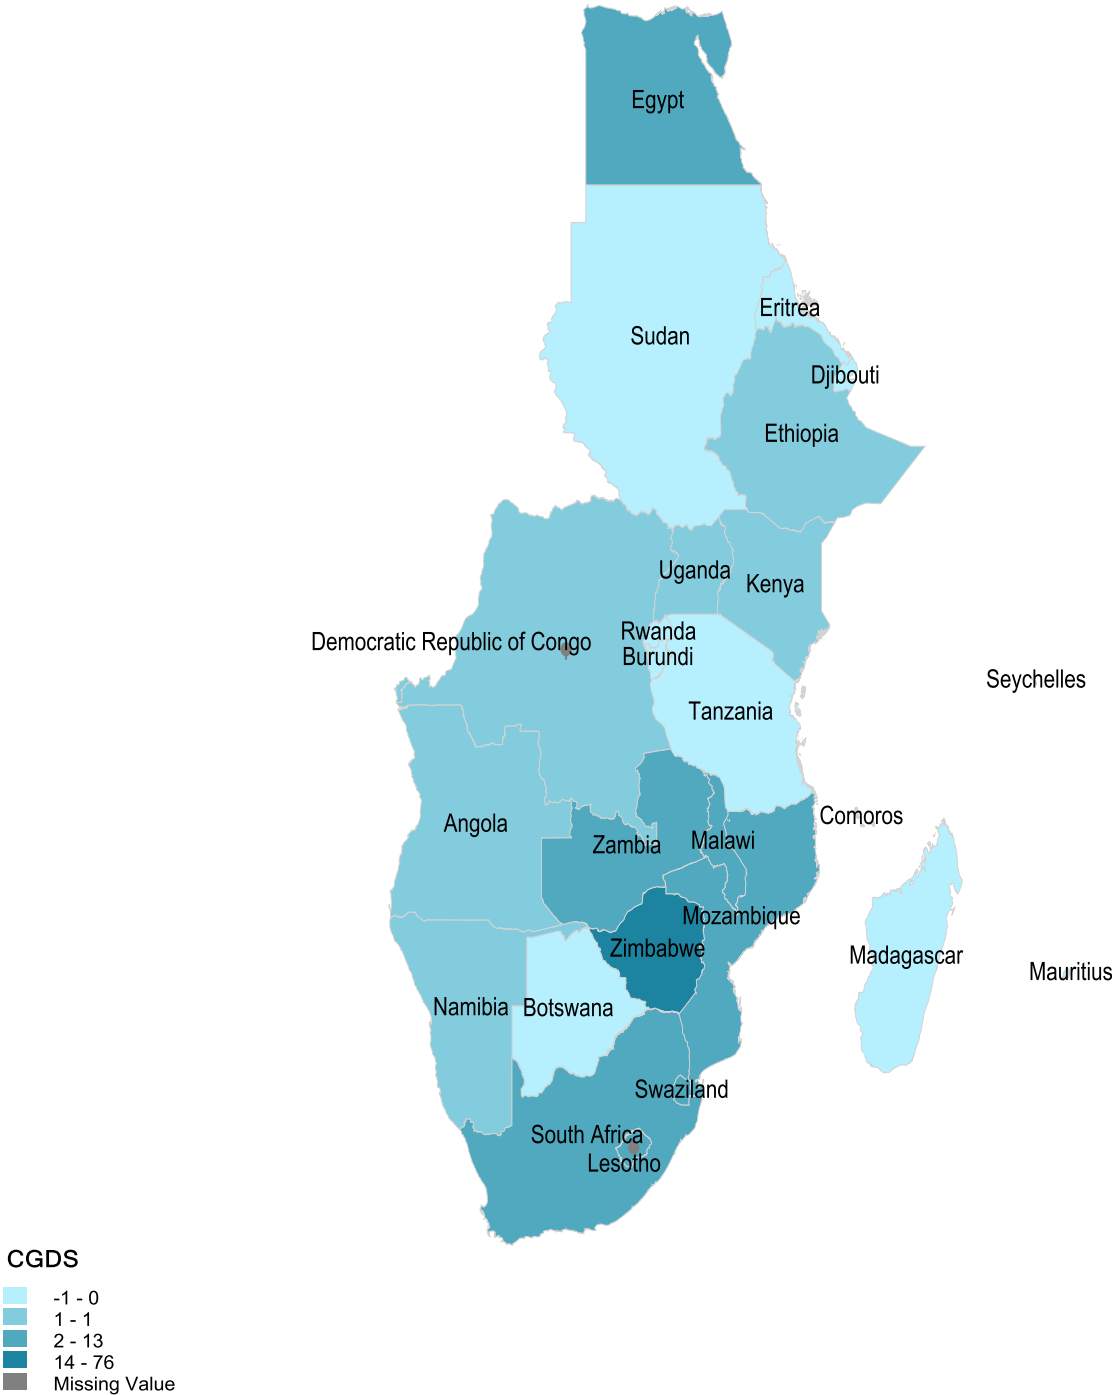 Egypt
Eritrea
Sudan
Djibouti
Ethiopia
Uganda
Kenya
Rwanda
Democratic Republic of Congo
Burundi
Seychelles
Tanzania
Comoros
Angola
Malawi
Zambia
Mozambique
Zimbabwe
Madagascar
Mauritius
Namibia
Botswana
Swaziland
South Africa
Lesotho
CGDS
-1 - 0
1 - 1
2 - 13
14 - 76
Missing Value